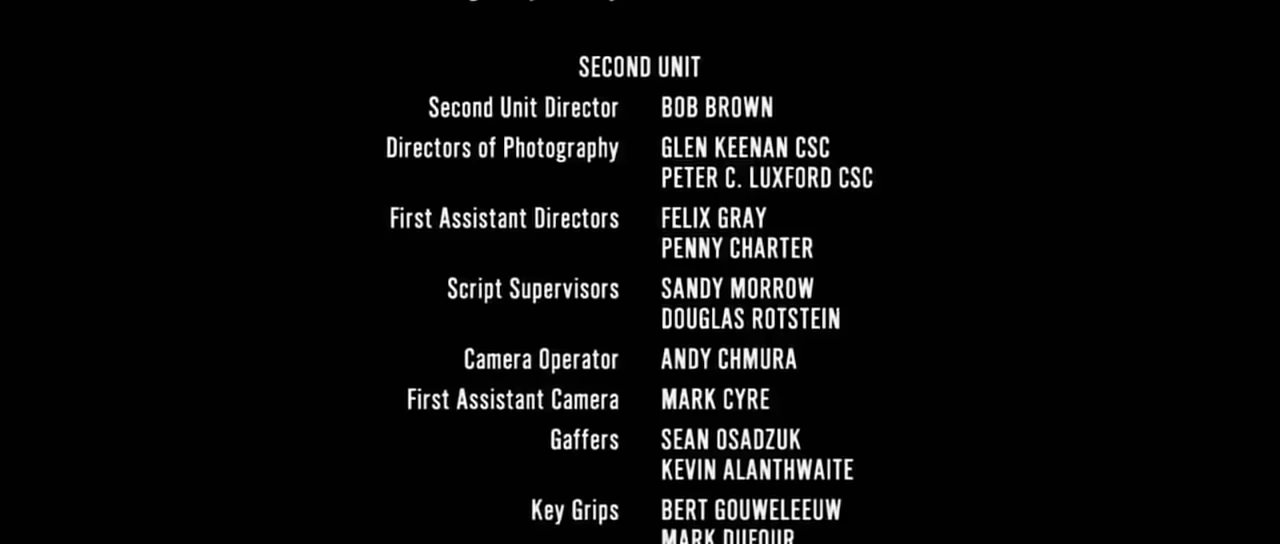 SECOND UNIT
Second Unit Director BOB BROWN
Directors of Photography GLEN KEENAN CSC
PETER C. LUXFORD CSC
First Assistant Directors FELIX GRAY
PENNY CHARTER
Script Supervisors SANDY MORROW
DOUGLAS ROTSTEIN
Camera Operator ANDY CHMURA
First Assistant Camera MARK CYRE
Gaffers SEAN OSADZUK
KEVIN ALANTHWAITE
Key Grips BERT GOUWELEEUW
MARK DUFOUR